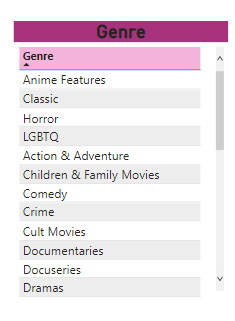 Genre
Genre
Anime Features
Classic
Horror
LGBTQ
Action & Adventure
Children & Family Movies
Comedy
Crime
Cult Movies
Documentaries
Docuseries
Dramas